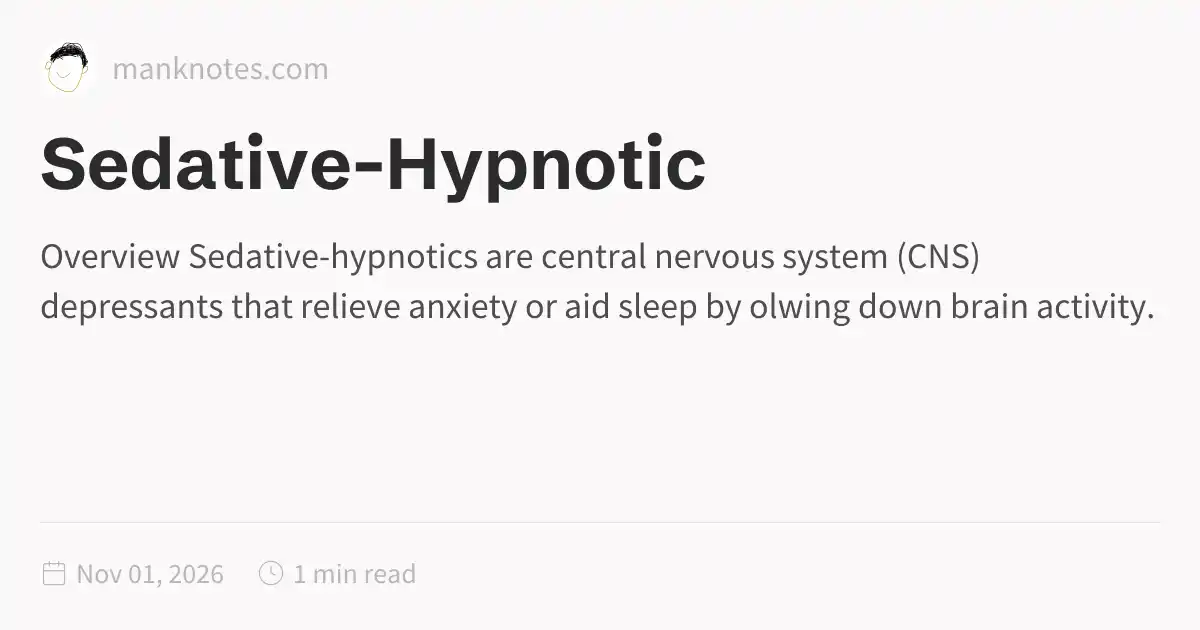 manknotes.com
Sedative-Hypnotic
Overview Sedative-hypnotics are central nervous system (CNS)
depressants that relieve anxiety or aid sleep by olwing down brain activity.
Nov 01, 2026 1 min read